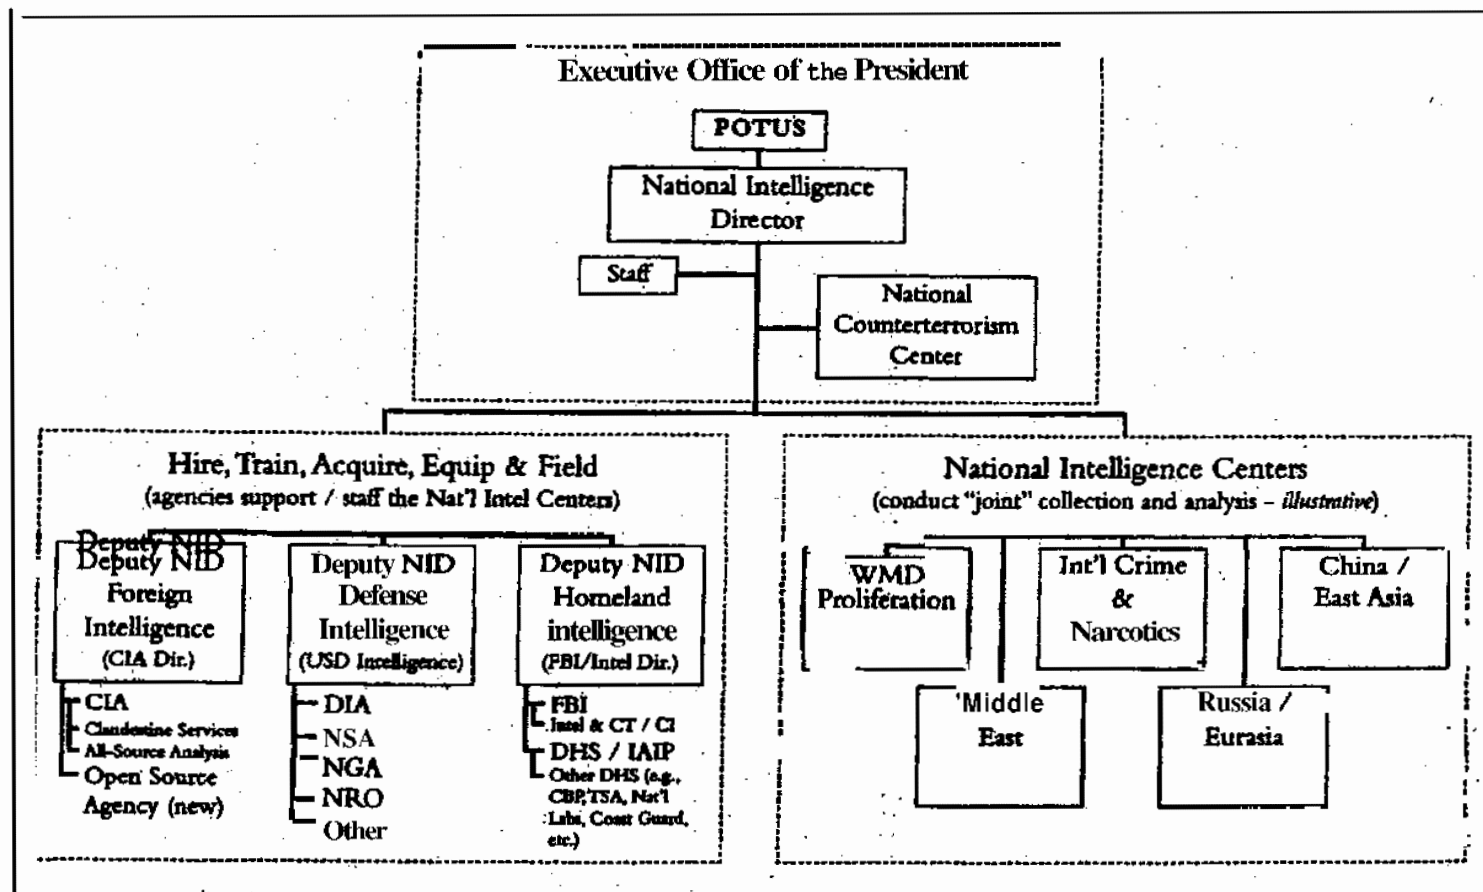 Executive Office of the President
POTUS
National Intelligence
Director
Staff
National
Counterterrorism
Center
Hire, Train, Acquire, Equip & Field
(agencies support / staff the Nat'l Intel Centers)
Deputy NID
Deputy NID
Foreign
Intelligence
(CIA Dir.)
CIA
Clandestine Services
All-Source Analysis
Open Source
Agency (new)
Deputy NID
Defense
Intelligence
(USD Intelligence)
DIA
NSA
NGA
NRO
Other
Deputy NID
Homeland
intelligence
(FBI/Intel Dir.)
FBI
Intel & CT / CI
DHS / IAIP
Other DHS (e.g.,
CBP, TSA, Nat'l
Labs, Coast Guard,
etc.)
National Intelligence Centers
(conduct "joint" collection and analysis – illustrative)
WMD
Proliferation
Int'l Crime
&
Narcotics
China /
East Asia
'Middle
East
Russia /
Eurasia